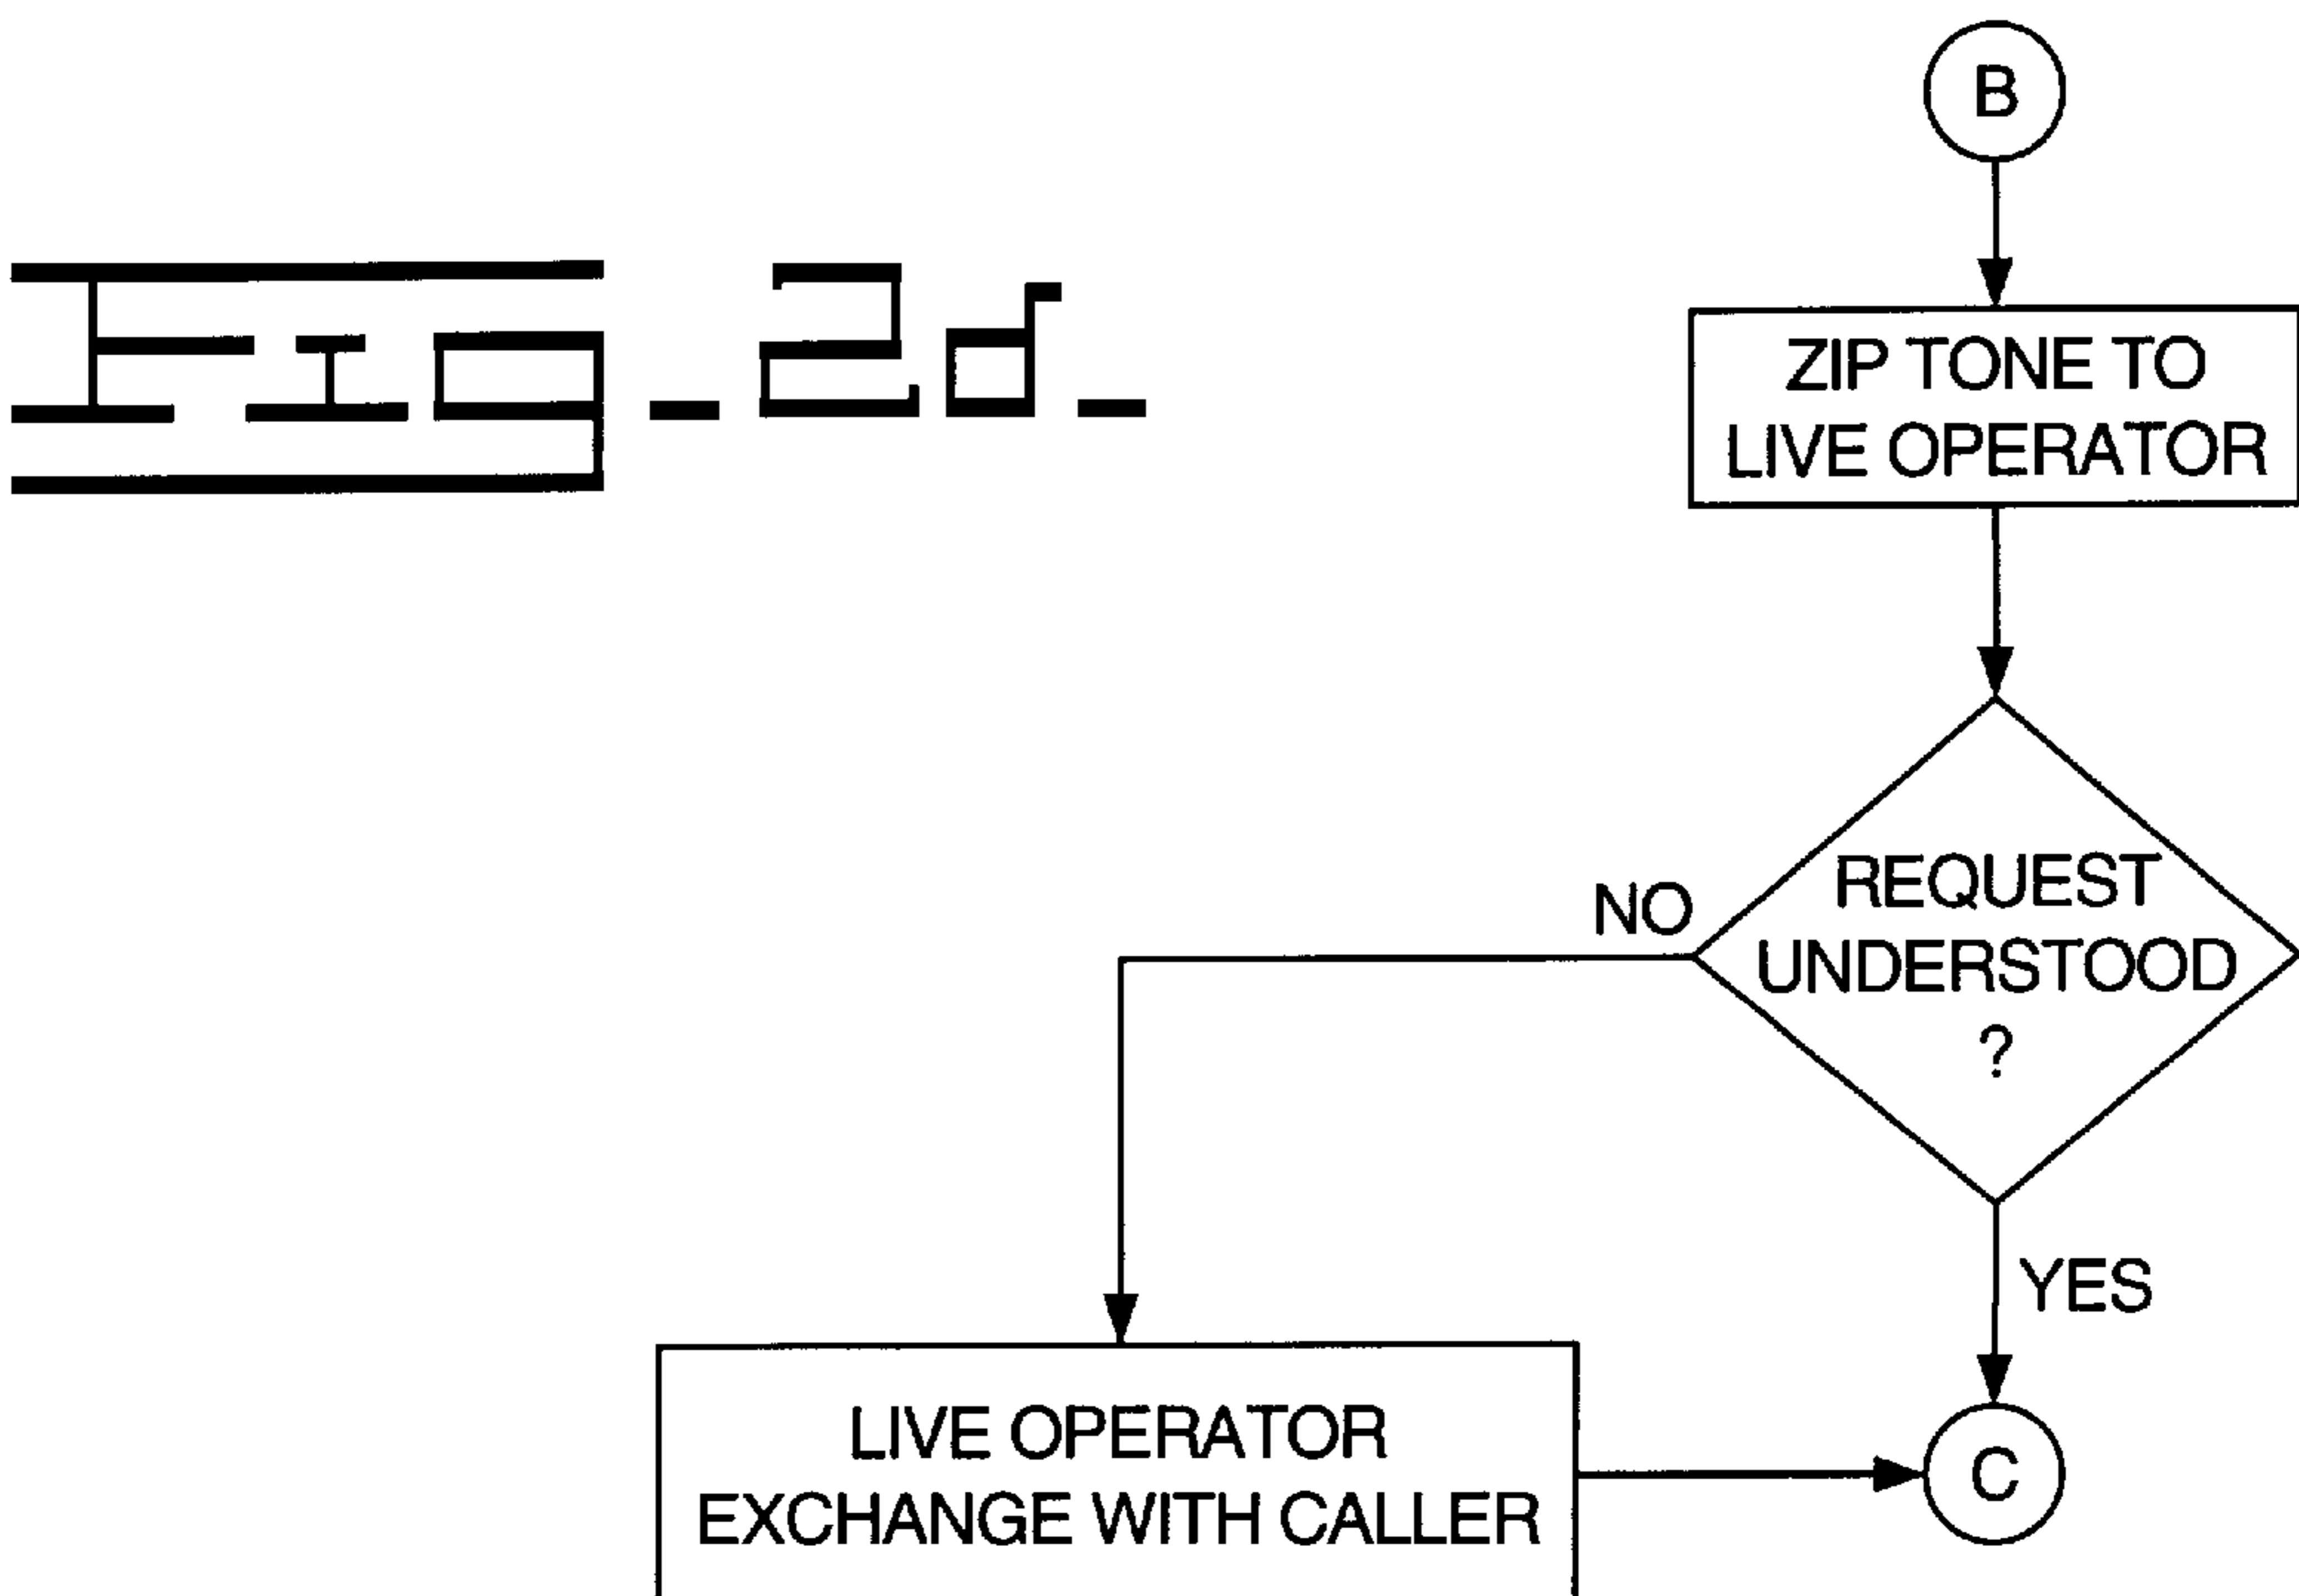 B
FIG_2d_
ZIP TONE TO
LIVE OPERATOR
REQUEST
UNDERSTOOD
?
NO
YES
LIVE OPERATOR
EXCHANGE WITH CALLER
C